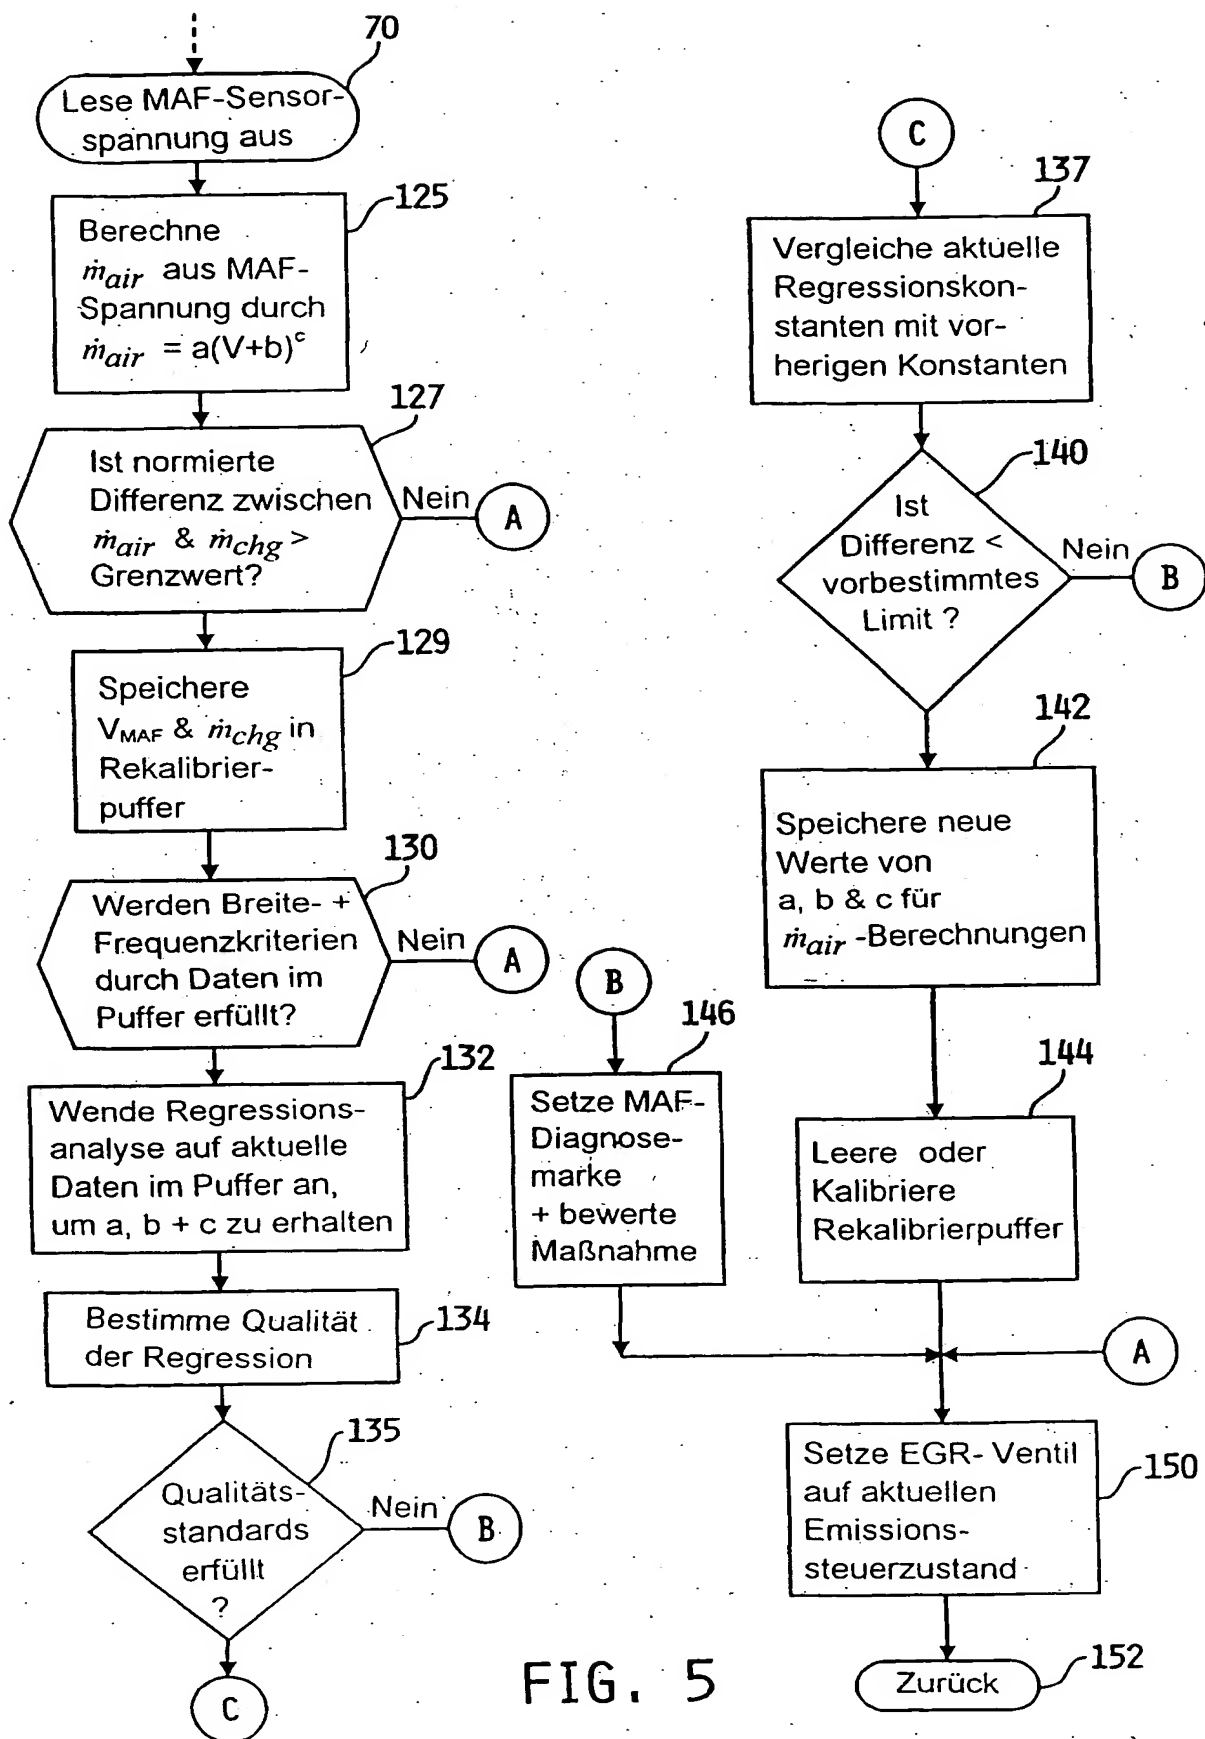 70
Lese MAF-Sensor-
spannung aus
125
Berechne
ṁair aus MAF-
Spannung durch
ṁair = a(V+b)^c
127
Ist normierte
Differenz zwischen
ṁair & ṁchg >
Grenzwert?
Nein
A
129
Speichere
VMAF & ṁchg in
Rekalibrier-
puffer
130
Werden Breite- +
Frequenzkriterien
durch Daten im
Puffer erfüllt?
Nein
A
132
Wende Regressions-
analyse auf aktuelle
Daten im Puffer an,
um a, b + c zu erhalten
Bestimme Qualität
der Regression
134
135
Qualitäts-
standards
erfüllt
?
Nein
B
C
C
137
Vergleiche aktuelle
Regressionskon-
stanten mit vor-
herigen Konstanten
140
Ist
Differenz <
vorbestimmtes
Limit ?
Nein
B
142
Speichere neue
Werte von
a, b & c für
ṁair -Berechnungen
B
146
Setze MAF-
Diagnose-
marke
+ bewerte
Maßnahme
144
Leere oder
Kalibriere
Rekalibrierpuffer
A
Setze EGR-Ventil
auf aktuellen
Emissions-
steuerzustand
150
Zurück
152
FIG. 5